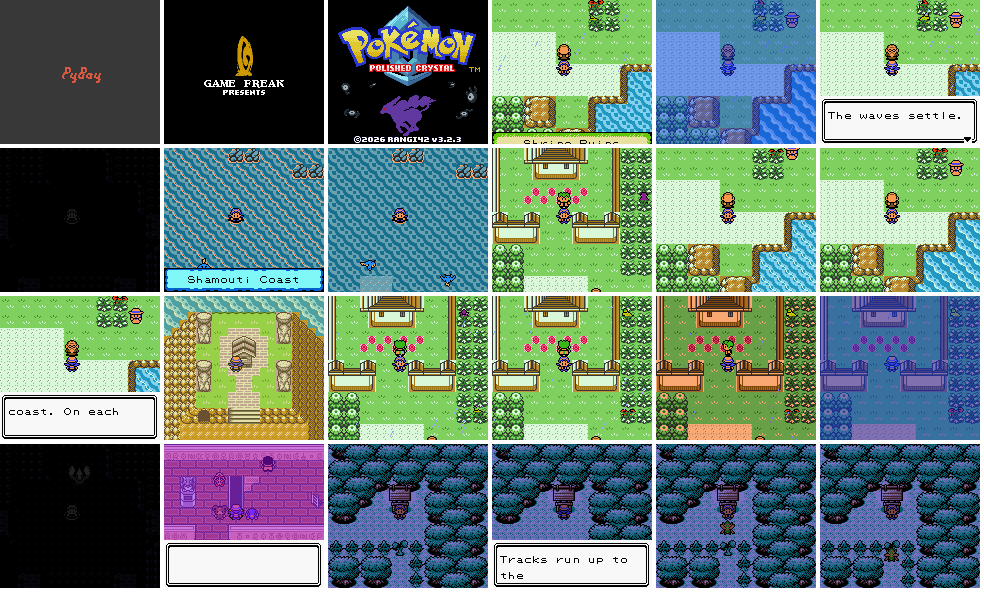 PyBoy
GAME FREAK
PRESENTS
POKéMON
POLISHED CRYSTAL
TM
©2026 RANGI42 v3.2.3
The waves settle.
Shamouti Coast
coast. On each
Tracks run up to
the